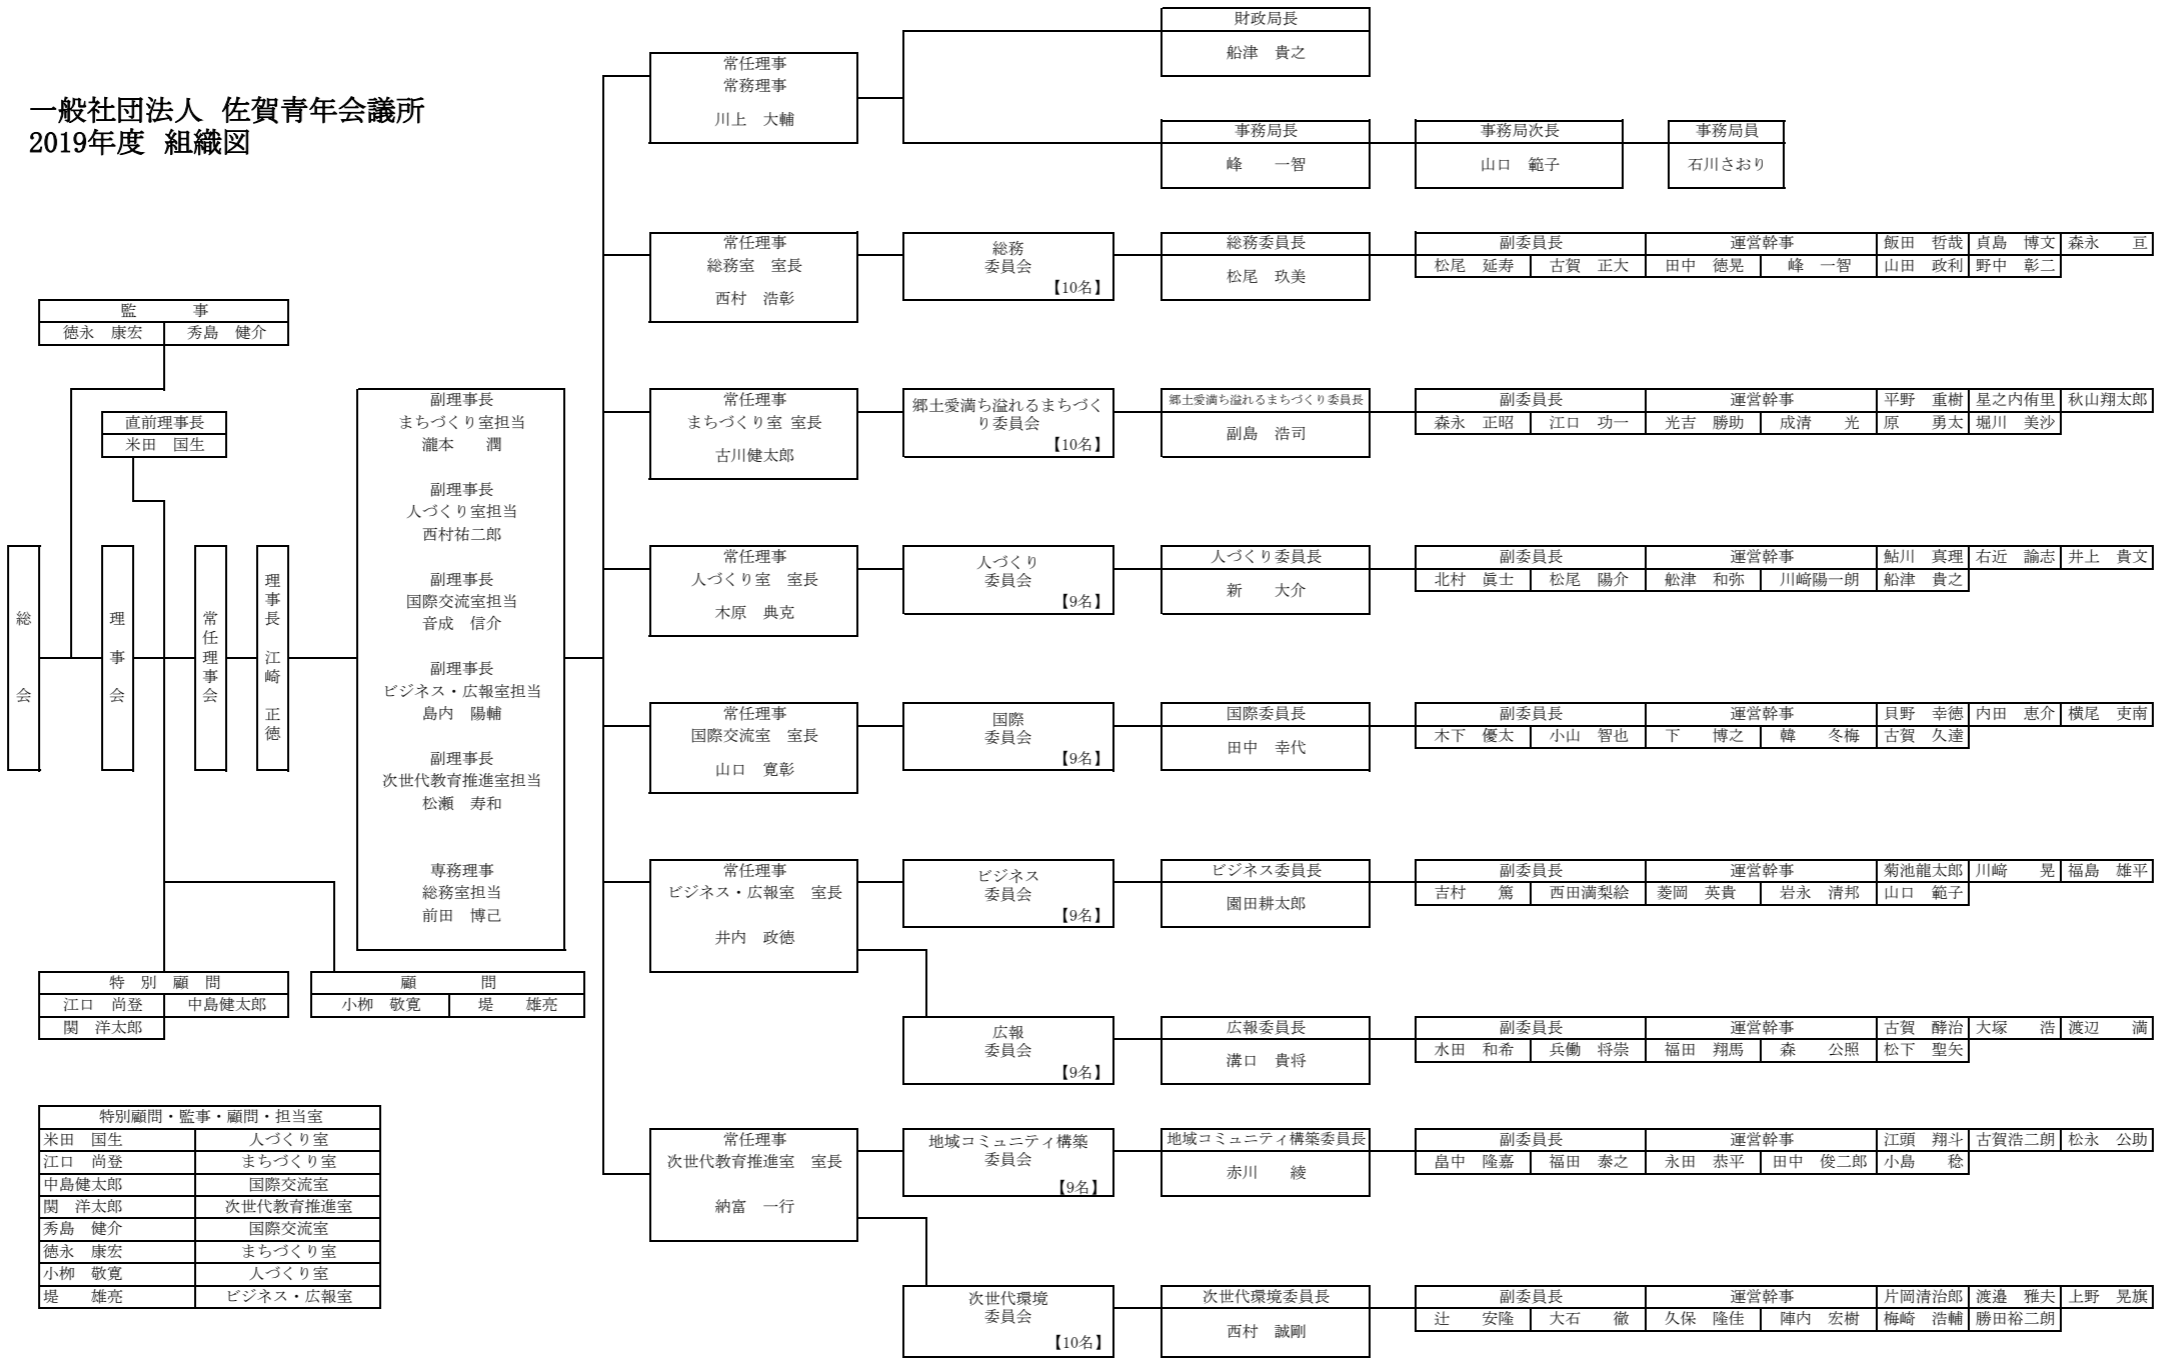 一般社団法人 佐賀青年会議所
2019年度 組織図
監 事
徳永 康宏 秀島 健介
直前理事長
米田 国生
総 会
理 事 会
常任理事会
理事長 江崎 正徳
特 別 顧 問
江口 尚登 中島健太郎
関 洋太郎
顧 問
小栁 敬寛 堤 雄亮
特別顧問・監事・顧問・担当室
米田 国生 人づくり室
江口 尚登 まちづくり室
中島健太郎 国際交流室
関 洋太郎 次世代教育推進室
秀島 健介 国際交流室
徳永 康宏 まちづくり室
小栁 敬寛 人づくり室
堤 雄亮 ビジネス・広報室
副理事長
まちづくり室担当
瀧本 潤
副理事長
人づくり室担当
西村祐二郎
副理事長
国際交流室担当
音成 信介
副理事長
ビジネス・広報室担当
島内 陽輔
副理事長
次世代教育推進室担当
松瀬 寿和
専務理事
総務室担当
前田 博己
常任理事
常務理事
川上 大輔
財政局長
船津 貴之
事務局長
峰 一智
事務局次長
山口 範子
事務局員
石川さおり
常任理事
総務室 室長
西村 浩彰
総務
委員会
【10名】
総務委員長
松尾 玖美
副委員長 運営幹事 飯田 哲哉 貞島 博文 森永 亘
松尾 延寿 古賀 正大 田中 徳晃 峰 一智 山田 政利 野中 彰二
常任理事
まちづくり室 室長
古川健太郎
郷土愛満ち溢れるまちづく
り委員会
【10名】
郷土愛満ち溢れるまちづくり委員長
副島 浩司
副委員長 運営幹事 平野 重樹 星之内侑里 秋山翔太郎
森永 正昭 江口 功一 光吉 勝助 成清 光 原 勇太 堀川 美沙
常任理事
人づくり室 室長
木原 典克
人づくり
委員会
【9名】
人づくり委員長
新 大介
副委員長 運営幹事 鮎川 真理 右近 諭志 井上 貴文
北村 眞士 松尾 陽介 舩津 和弥 川﨑陽一朗 船津 貴之
常任理事
国際交流室 室長
山口 寛彰
国際
委員会
【9名】
国際委員長
田中 幸代
副委員長 運営幹事 貝野 幸徳 内田 恵介 横尾 吏南
木下 優太 小山 智也 下 博之 韓 冬梅 古賀 久達
常任理事
ビジネス・広報室 室長
井内 政徳
ビジネス
委員会
【9名】
ビジネス委員長
園田耕太郎
副委員長 運営幹事 菊池龍太郎 川﨑 晃 福島 雄平
吉村 篤 西田満梨絵 菱岡 英貴 岩永 清邦 山口 範子
広報
委員会
【9名】
広報委員長
溝口 貴将
副委員長 運営幹事 古賀 酵治 大塚 浩 渡辺 満
水田 和希 兵働 将崇 福田 翔馬 森 公照 松下 聖矢
常任理事
次世代教育推進室 室長
納富 一行
地域コミュニティ構築
委員会
【9名】
地域コミュニティ構築委員長
赤川 綾
副委員長 運営幹事 江頭 翔斗 古賀浩二朗 松永 公助
畠中 隆嘉 福田 泰之 永田 恭平 田中 俊二郎 小島 稔
次世代環境
委員会
【10名】
次世代環境委員長
西村 誠剛
副委員長 運営幹事 片岡清治郎 渡邉 雅夫 上野 晃旗
辻 安隆 大石 徹 久保 隆佳 陣内 宏樹 梅崎 浩輔 勝田裕二朗